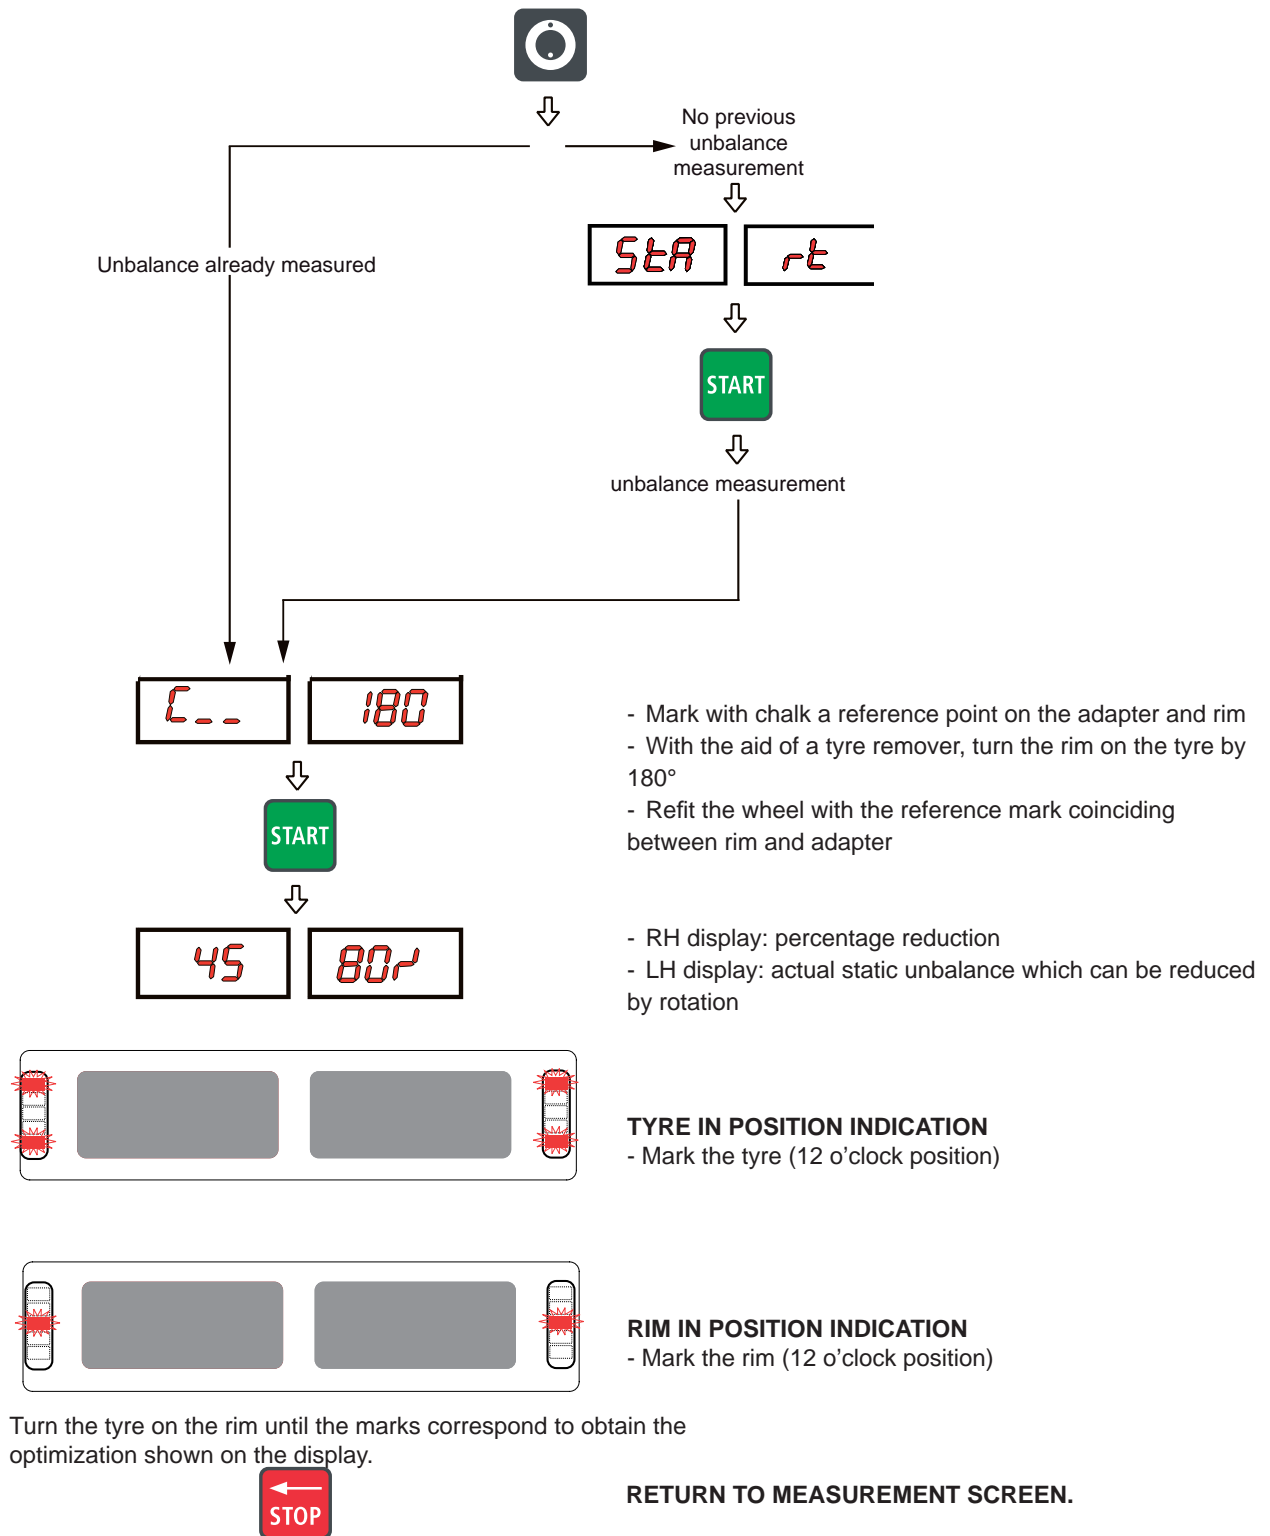 No previous
unbalance
measurement
StA rt
Unbalance already measured
START
unbalance measurement
C_ _ 180
- Mark with chalk a reference point on the adapter and rim
- With the aid of a tyre remover, turn the rim on the tyre by
180°
- Refit the wheel with the reference mark coinciding
between rim and adapter
START
45 80r
- RH display: percentage reduction
- LH display: actual static unbalance which can be reduced
by rotation
TYRE IN POSITION INDICATION
- Mark the tyre (12 o’clock position)
RIM IN POSITION INDICATION
- Mark the rim (12 o’clock position)
Turn the tyre on the rim until the marks correspond to obtain the
optimization shown on the display.
STOP
RETURN TO MEASUREMENT SCREEN.